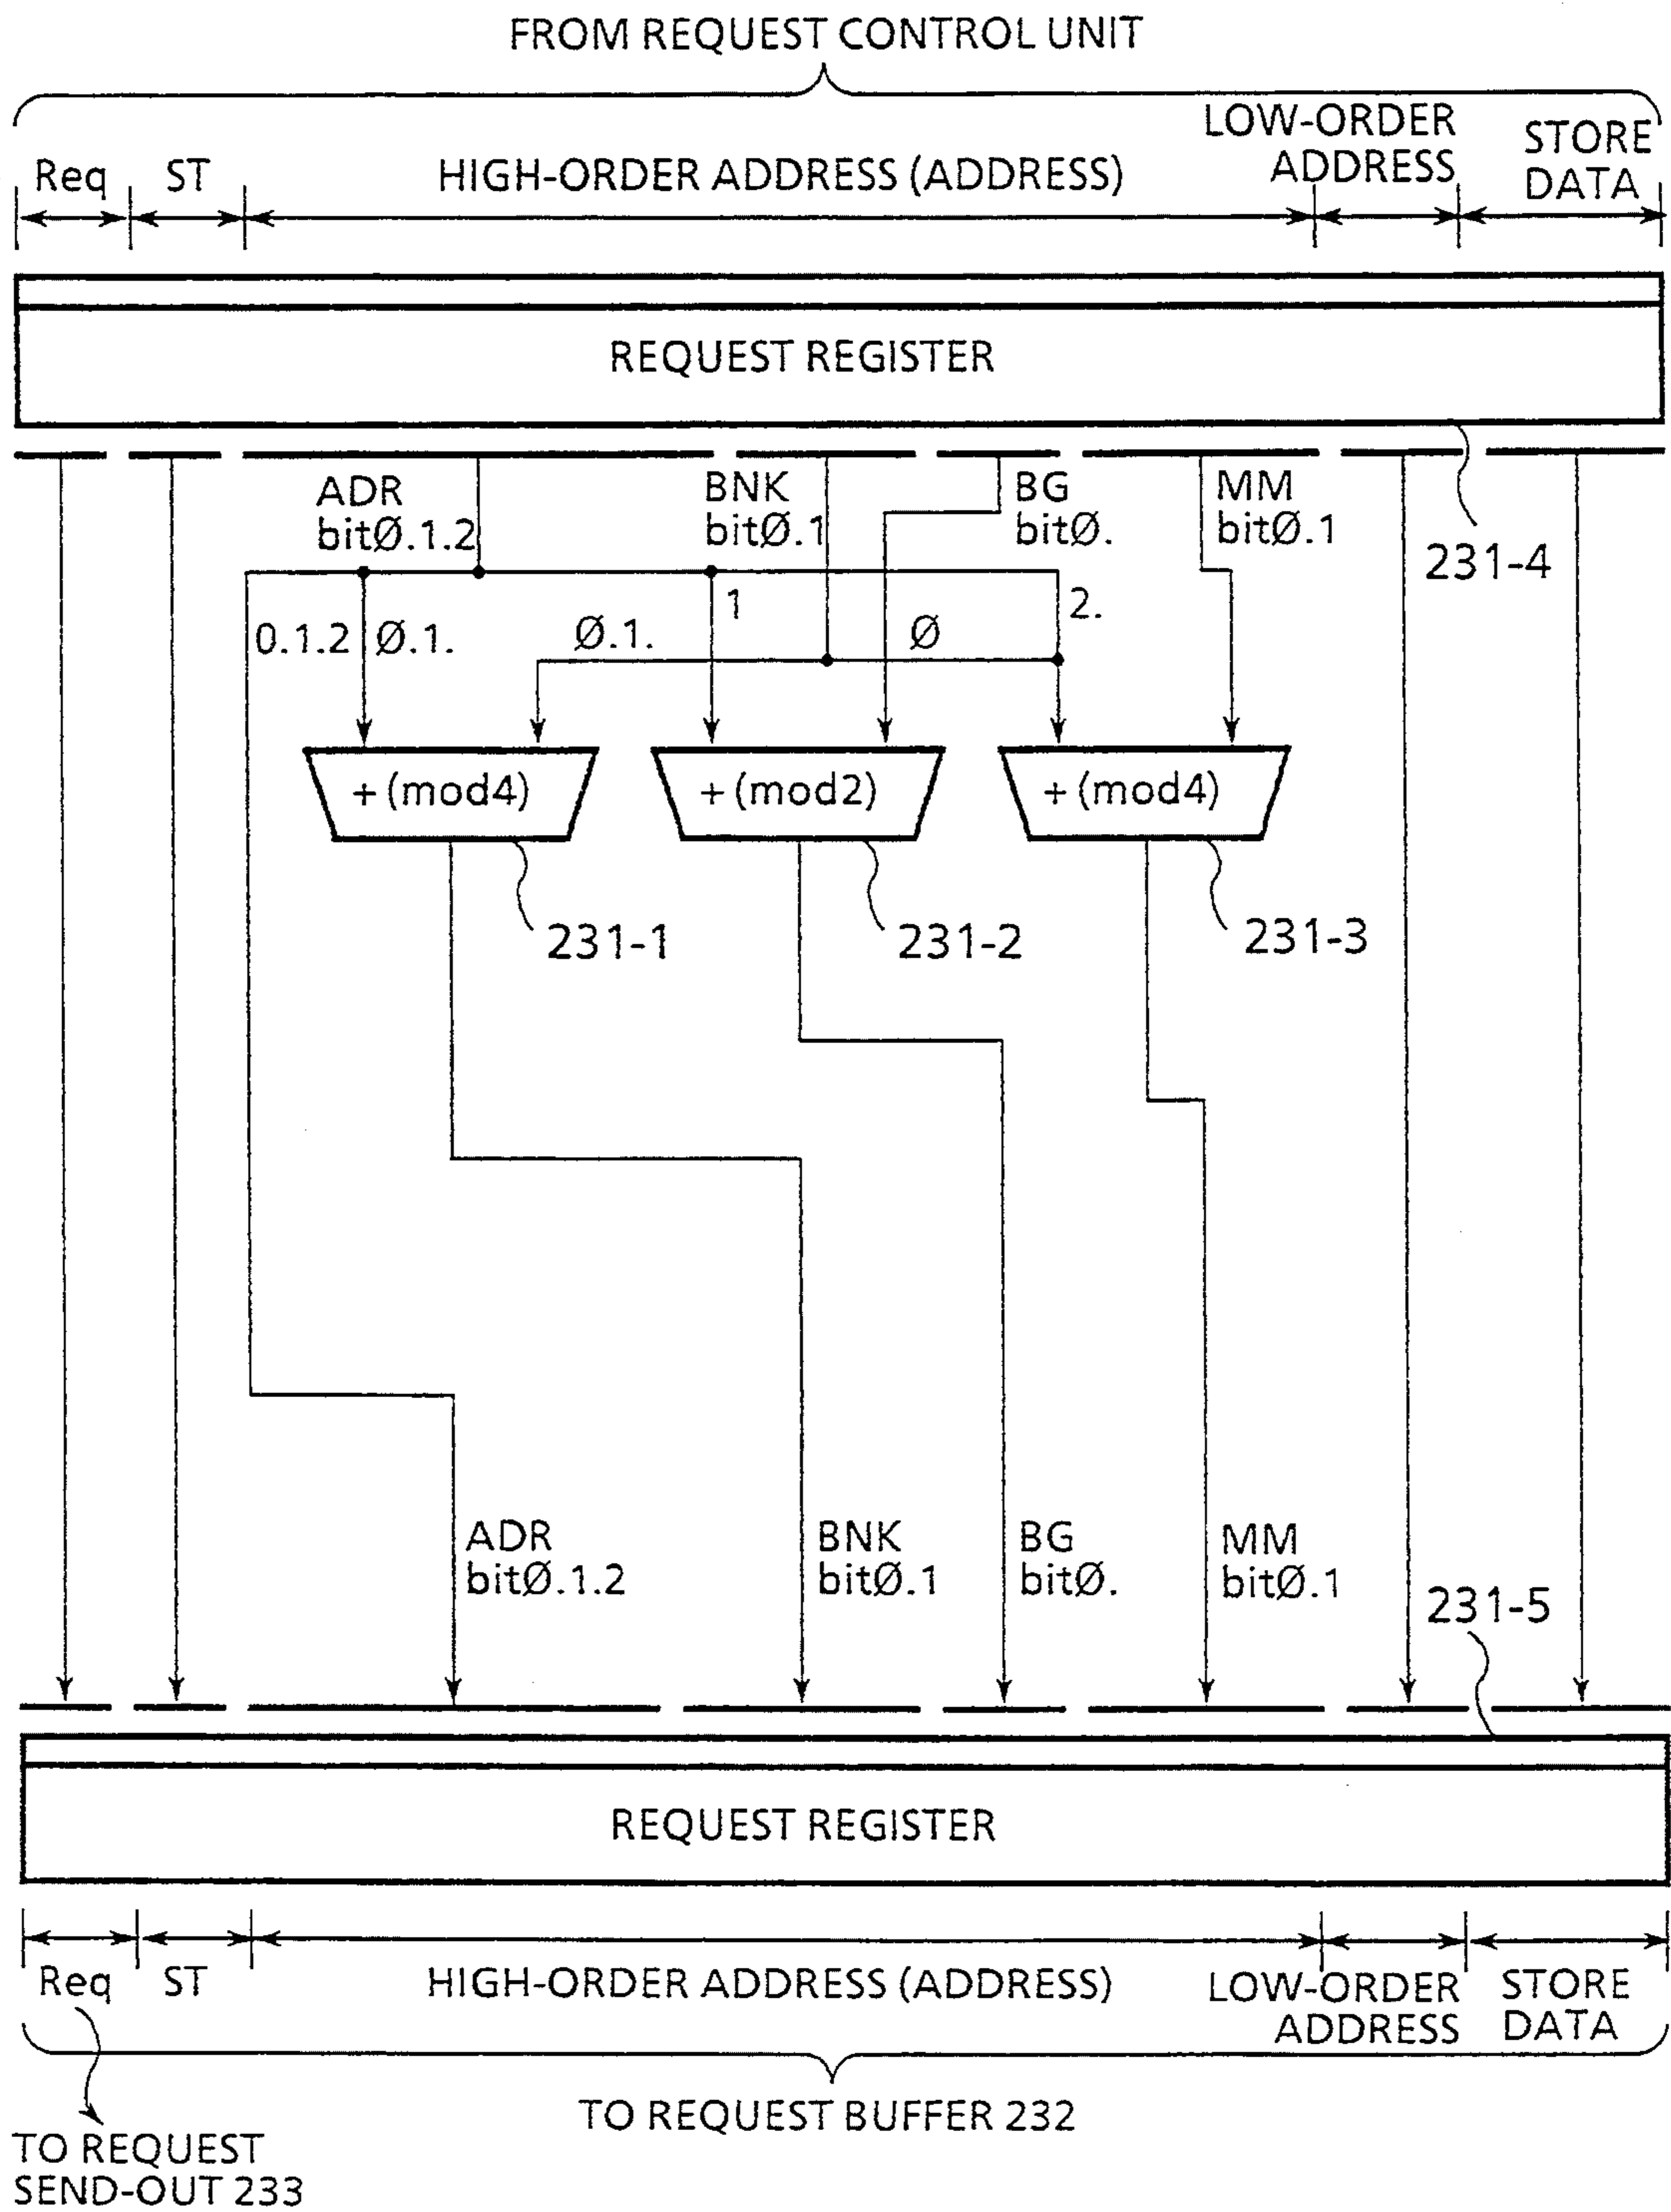 FROM REQUEST CONTROL UNIT
Req
ST
HIGH-ORDER ADDRESS (ADDRESS)
LOW-ORDER
ADDRESS
STORE
DATA
REQUEST REGISTER
231-4
ADR
bitØ.1.2
BNK
bitØ.1
BG
bitØ.
MM
bitØ.1
0.1.2
Ø.1.
Ø.1.
1
Ø
2.
+ (mod4)
+ (mod2)
+ (mod4)
231-1
231-2
231-3
ADR
bitØ.1.2
BNK
bitØ.1
BG
bitØ.
MM
bitØ.1
231-5
REQUEST REGISTER
Req
ST
HIGH-ORDER ADDRESS (ADDRESS)
LOW-ORDER
ADDRESS
STORE
DATA
TO REQUEST BUFFER 232
TO REQUEST
SEND-OUT 233